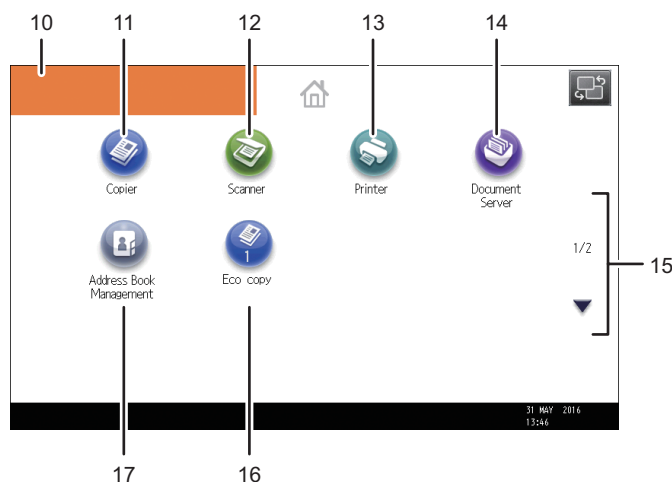 10
11
12
13
14
Copier
Scanner
Printer
Document
Server
1/2
15
1
Address Book
Management
Eco copy
31 MAY 2016
13:46
17
16